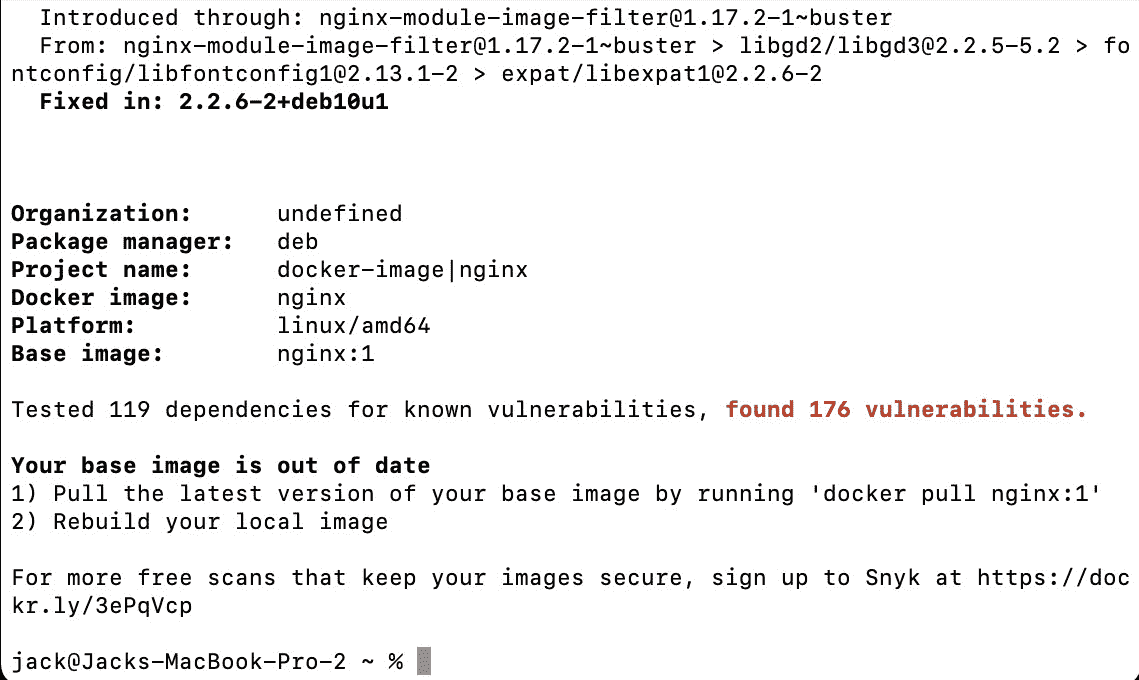 Introduced through: nginx-module-image-filter@1.17.2-1~buster
From: nginx-module-image-filter@1.17.2-1~buster > libgd2/libgd3@2.2.5-5.2 > fo
ntconfig/libfontconfig1@2.13.1-2 > expat/libexpat1@2.2.6-2
Fixed in: 2.2.6-2+deb10u1
Organization: undefined
Package manager: deb
Project name: docker-image|nginx
Docker image: nginx
Platform: linux/amd64
Base image: nginx:1
Tested 119 dependencies for known vulnerabilities, found 176 vulnerabilities.
Your base image is out of date
1) Pull the latest version of your base image by running 'docker pull nginx:1'
2) Rebuild your local image
For more free scans that keep your images secure, sign up to Snyk at https://doc
kr.ly/3ePqVcp
jack@Jacks-MacBook-Pro-2 ~ %